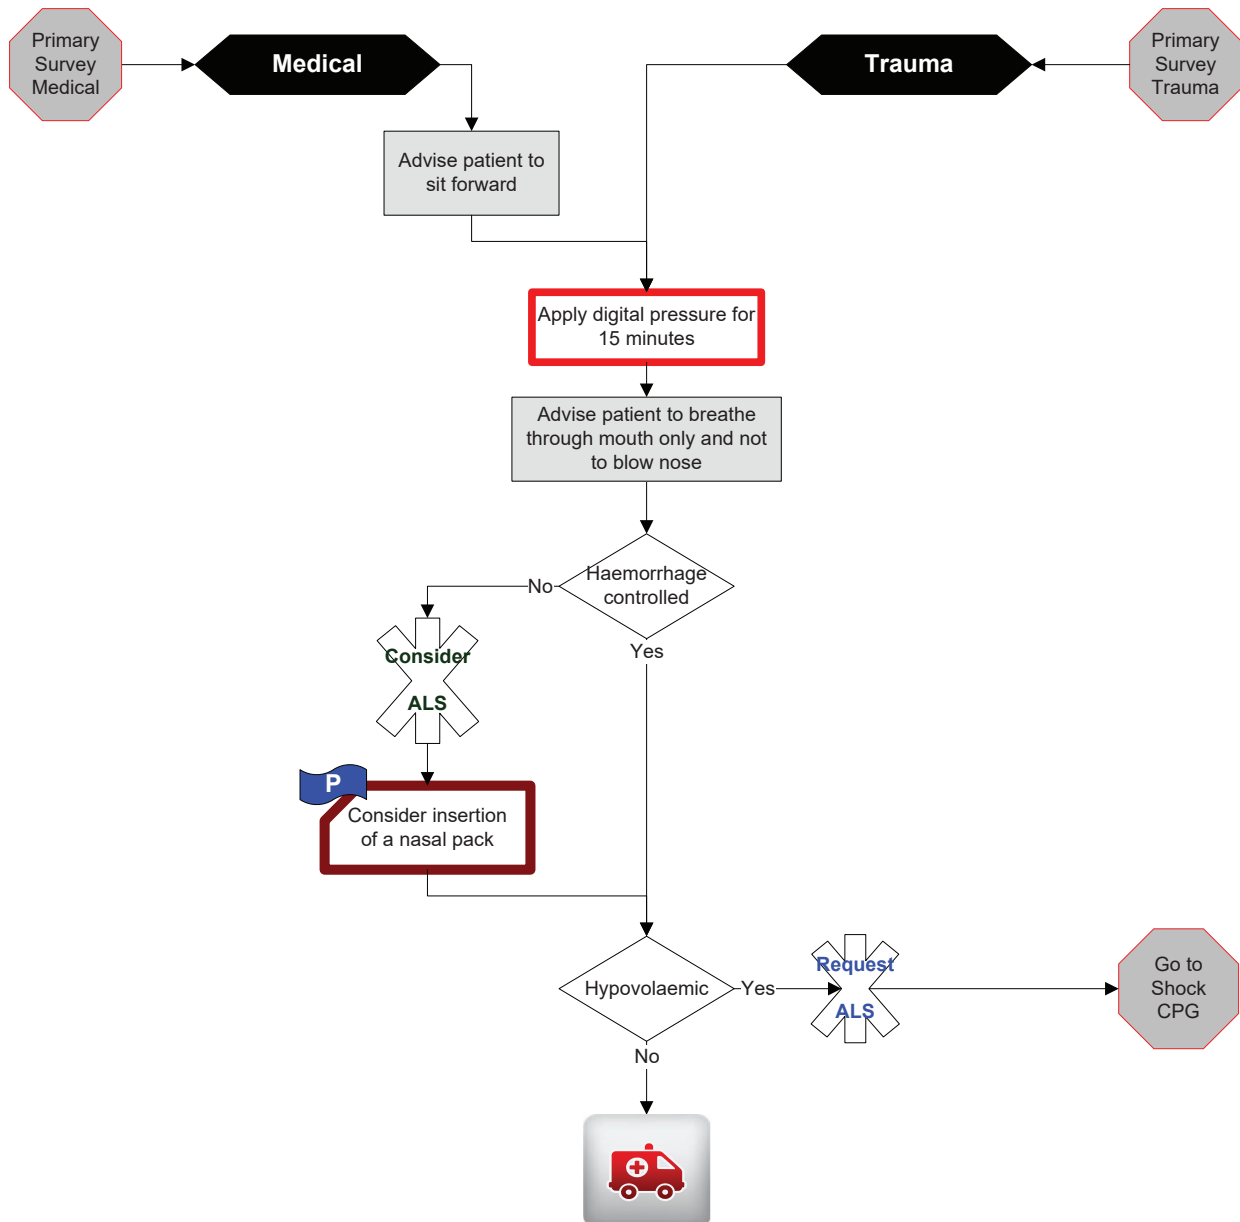 Primary
Survey
Medical
Medical
Trauma
Primary
Survey
Trauma
Advise patient to
sit forward
Apply digital pressure for
15 minutes
Advise patient to breathe
through mouth only and not
to blow nose
Haemorrhage
controlled
No
Yes
Consider
ALS
P
Consider insertion
of a nasal pack
Hypovolaemic
Yes
Request
ALS
Go to
Shock
CPG
No